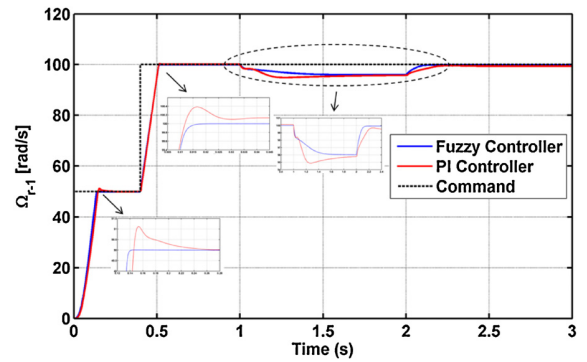 120
100
80
60
40
20
0
Ωr-1 [rad/s]
Fuzzy Controller
PI Controller
Command
0 0.5 1 1.5 2 2.5 3
Time (s)